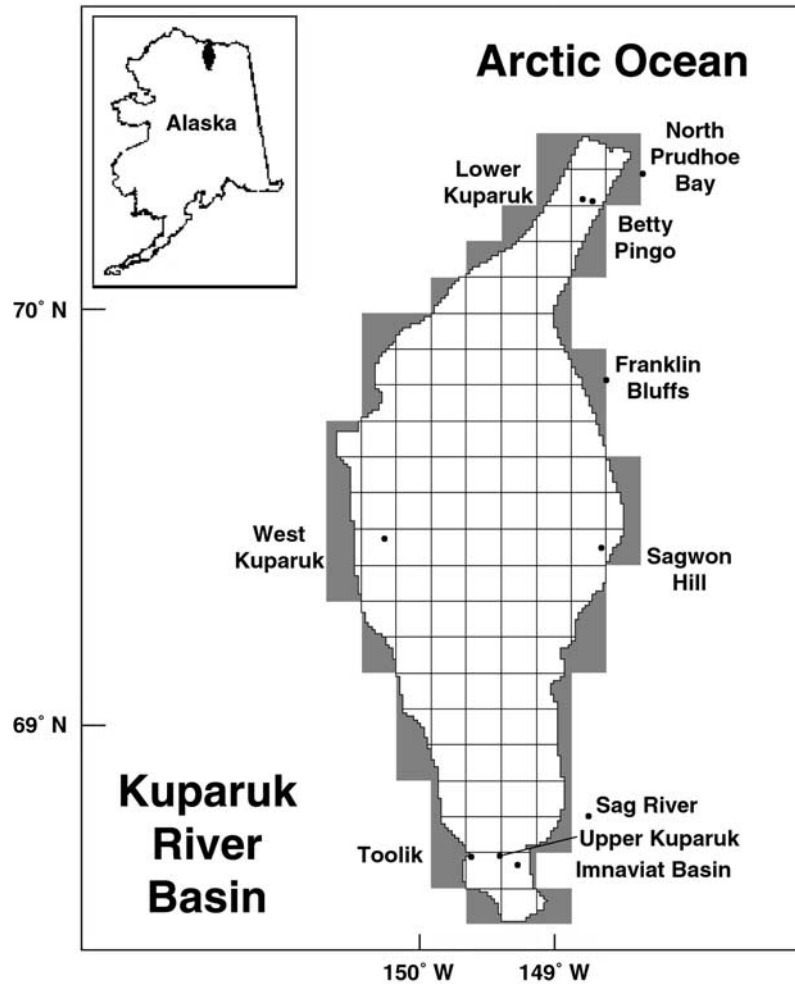 Arctic Ocean
Alaska
North
Prudhoe
Bay
Lower
Kuparuk
Betty
Pingo
70° N
Franklin
Bluffs
West
Kuparuk
Sagwon
Hill
69° N
Kuparuk
River
Basin
Sag River
Upper Kuparuk
Toolik
Imnaviat Basin
150° W
149° W